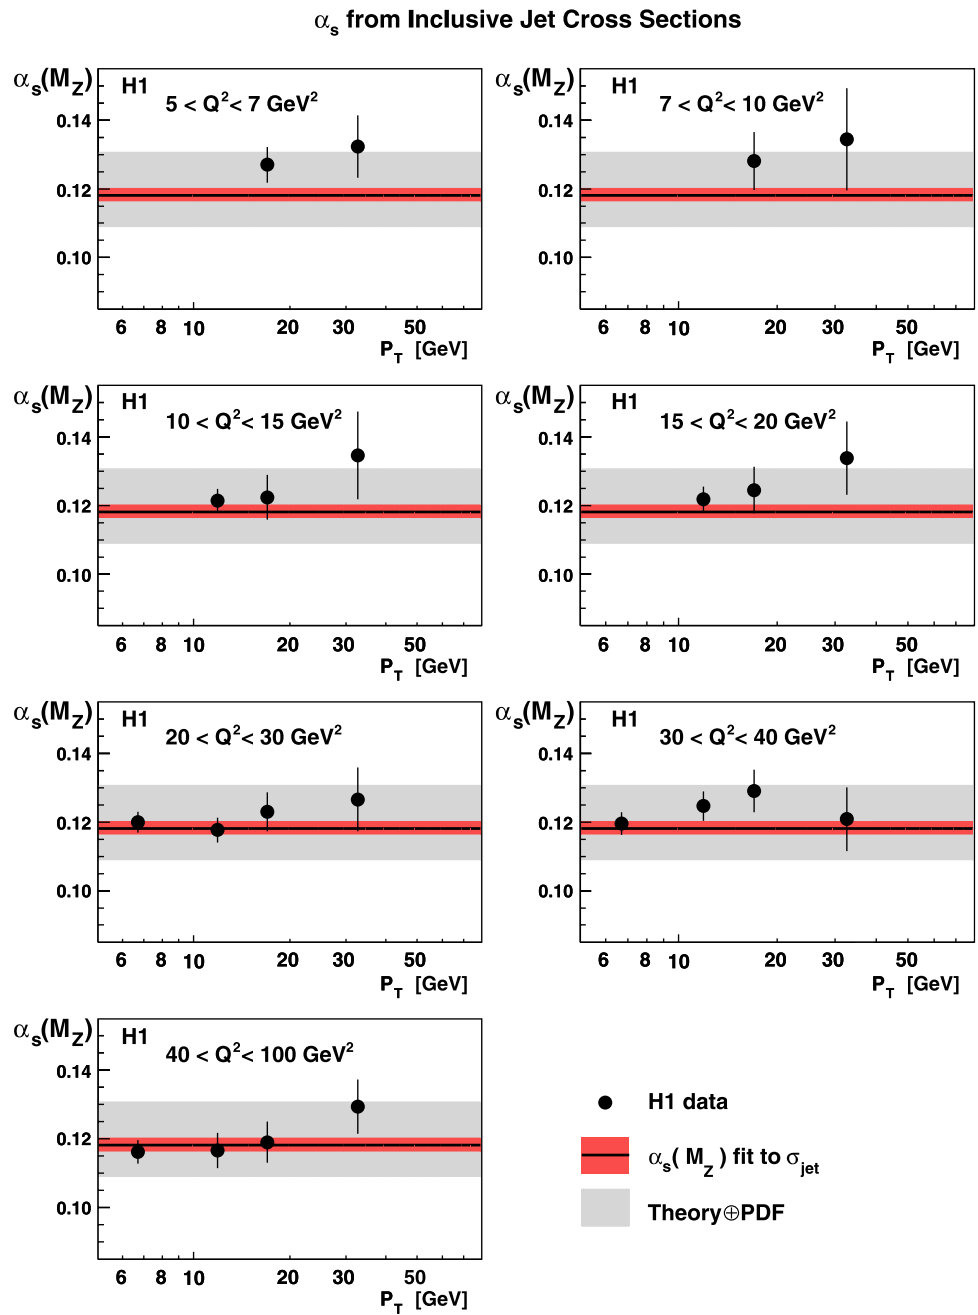 αs from Inclusive Jet Cross Sections
αs(MZ)
H1
5 < Q²< 7 GeV²
0.14
0.12
0.10
6 8 10 20 30 50
PT [GeV]
αs(MZ)
H1
7 < Q²< 10 GeV²
0.14
0.12
0.10
6 8 10 20 30 50
PT [GeV]
αs(MZ)
H1
10 < Q²< 15 GeV²
0.14
0.12
0.10
6 8 10 20 30 50
PT [GeV]
αs(MZ)
H1
15 < Q²< 20 GeV²
0.14
0.12
0.10
6 8 10 20 30 50
PT [GeV]
αs(MZ)
H1
20 < Q²< 30 GeV²
0.14
0.12
0.10
6 8 10 20 30 50
PT [GeV]
αs(MZ)
H1
30 < Q²< 40 GeV²
0.14
0.12
0.10
6 8 10 20 30 50
PT [GeV]
αs(MZ)
H1
40 < Q²< 100 GeV²
0.14
0.12
0.10
6 8 10 20 30 50
PT [GeV]
H1 data
αs( MZ ) fit to σjet
Theory⊕PDF